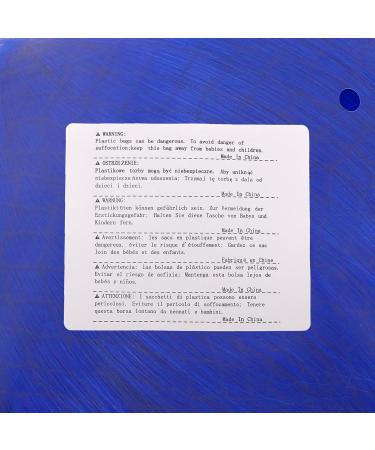 ⚠ WARNING:
Plastic bags can be dangerous. To avoid danger of
suffocation;keep this bag away from babies and children.
Made In China
⚠ OSTRZEŻENIE:
Plastikowe torby mogą być niebezpieczne. Aby uniknąć
niebezpieczeństwa uduszenia; Trzymaj tę torbę z dala od
dzieci i dzieci.
Made In China
⚠ WARNUNG:
Plastiktüten können gefährlich sein. Zur Vermeidung der
Erstickungsgefahr: Halten Sie diese Tasche von Babys und
Kindern fern.
Made In China
⚠ Avertissement: les sacs en plastique peuvent être
dangereux. éviter le risque d'étouffement. Gardez ce sac
loin des bébés et des enfants.
Fabriqué en Chine
⚠ Advertencia: las bolsas de plástico pueden ser peligrosas.
Evitar el riesgo de asfixia; Mantenga esta bolsa lejos de
bebés y niños.
Made In China
⚠ ATTENZIONE: I sacchetti di plastica possono essere
pericolosi. Evitare il pericolo di soffocamento; Tenere
questa borsa lontano da neonati e bambini.
Made In China